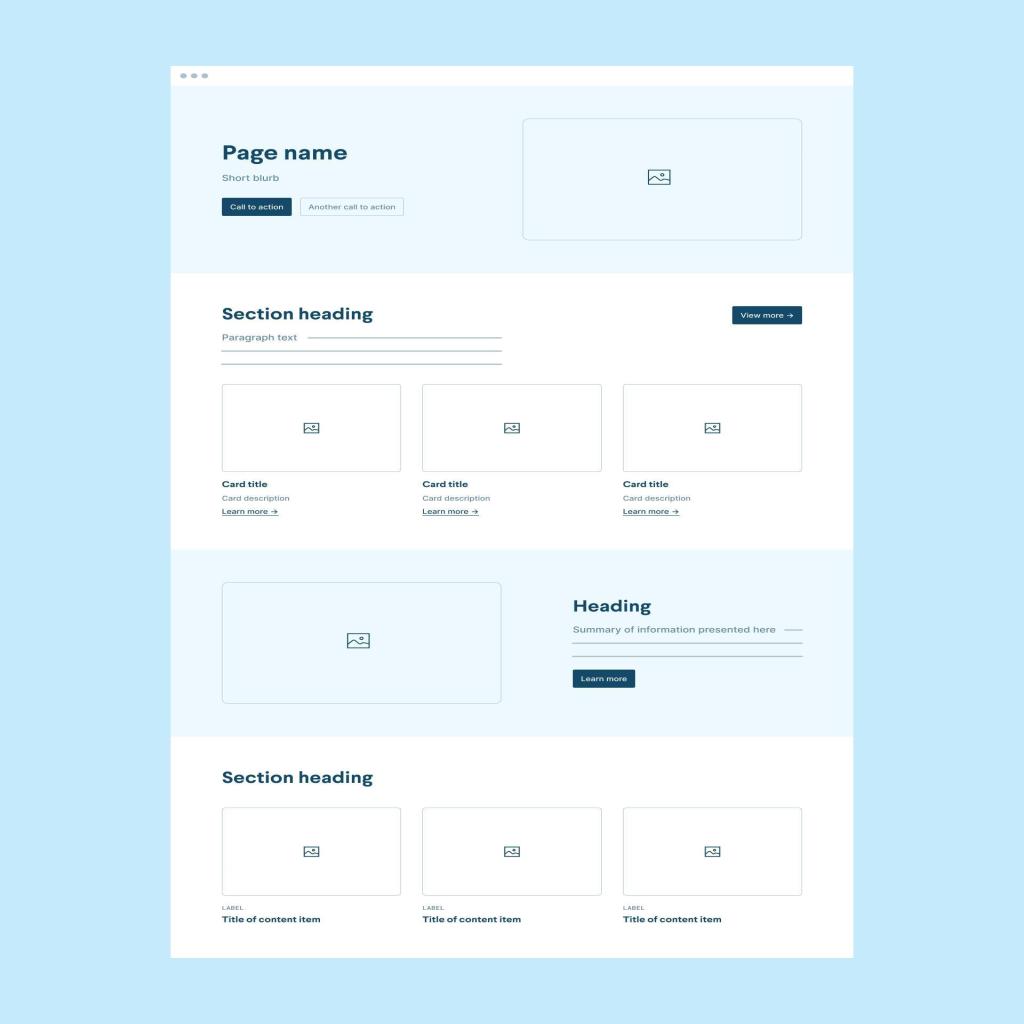 Page name
Short blurb
Call to action
Another call to action
Section heading
View more →
Paragraph text
Card title
Card description
Learn more →
Card title
Card description
Learn more →
Card title
Card description
Learn more →
Heading
Summary of information presented here
Learn more
Section heading
LABEL
Title of content item
LABEL
Title of content item
LABEL
Title of content item